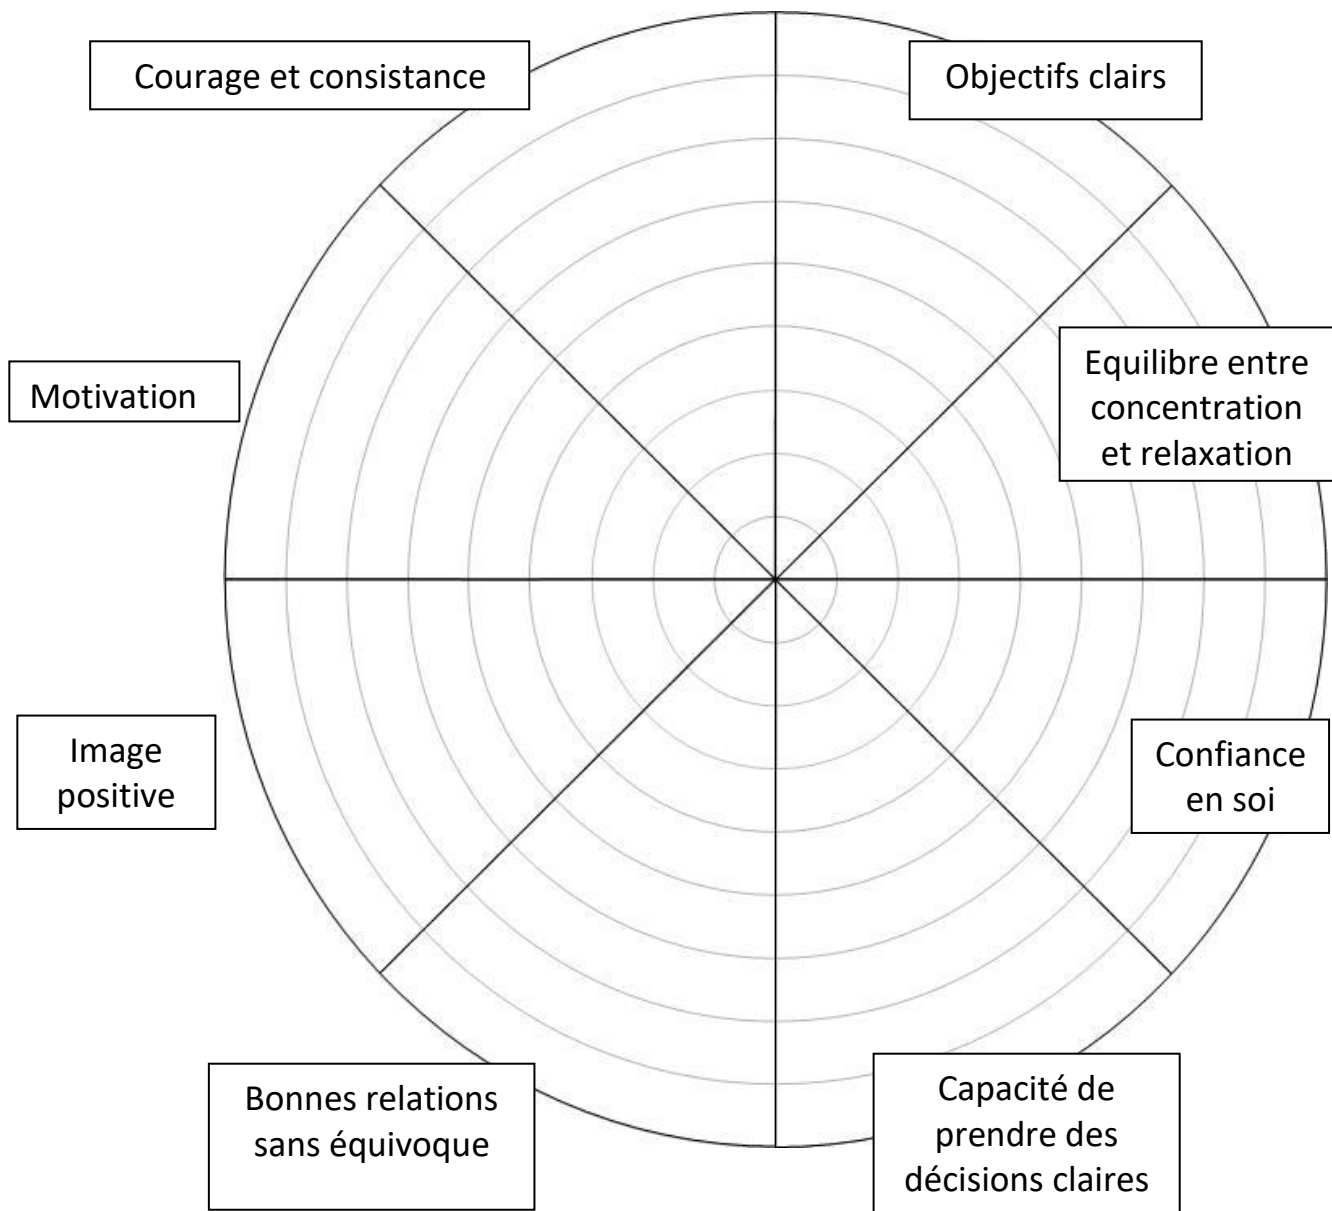 Courage et consistance
Objectifs clairs
Motivation
Equilibre entre
concentration
et relaxation
Image
positive
Confiance
en soi
Bonnes relations
sans équivoque
Capacité de
prendre des
décisions claires